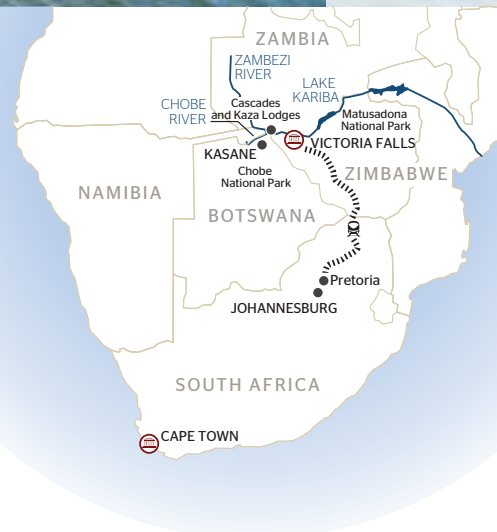 ZAMBIA
ZAMBEZI
RIVER
LAKE
KARIBA
CHOBE
RIVER
Cascades
and Kaza Lodges
Matusadona
National Park
VICTORIA FALLS
KASANE
Chobe
National Park
ZIMBABWE
NAMIBIA
BOTSWANA
Pretoria
JOHANNESBURG
SOUTH AFRICA
CAPE TOWN